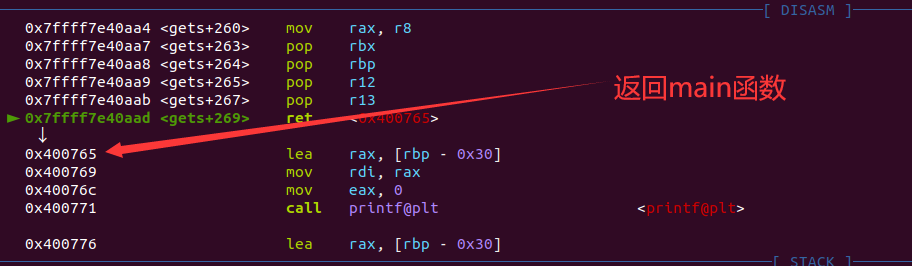 [ DISASM ]
0x7ffff7e40aa4 <gets+260> mov rax, r8
0x7ffff7e40aa7 <gets+263> pop rbx
0x7ffff7e40aa8 <gets+264> pop rbp
0x7ffff7e40aa9 <gets+265> pop r12
0x7ffff7e40aab <gets+267> pop r13
► 0x7ffff7e40aad <gets+269> ret <0x400765>
↓
返回main函数
0x400765 lea rax, [rbp - 0x30]
0x400769 mov rdi, rax
0x40076c mov eax, 0
0x400771 call printf@plt <printf@plt>
0x400776 lea rax, [rbp - 0x30]
[ STACK ]